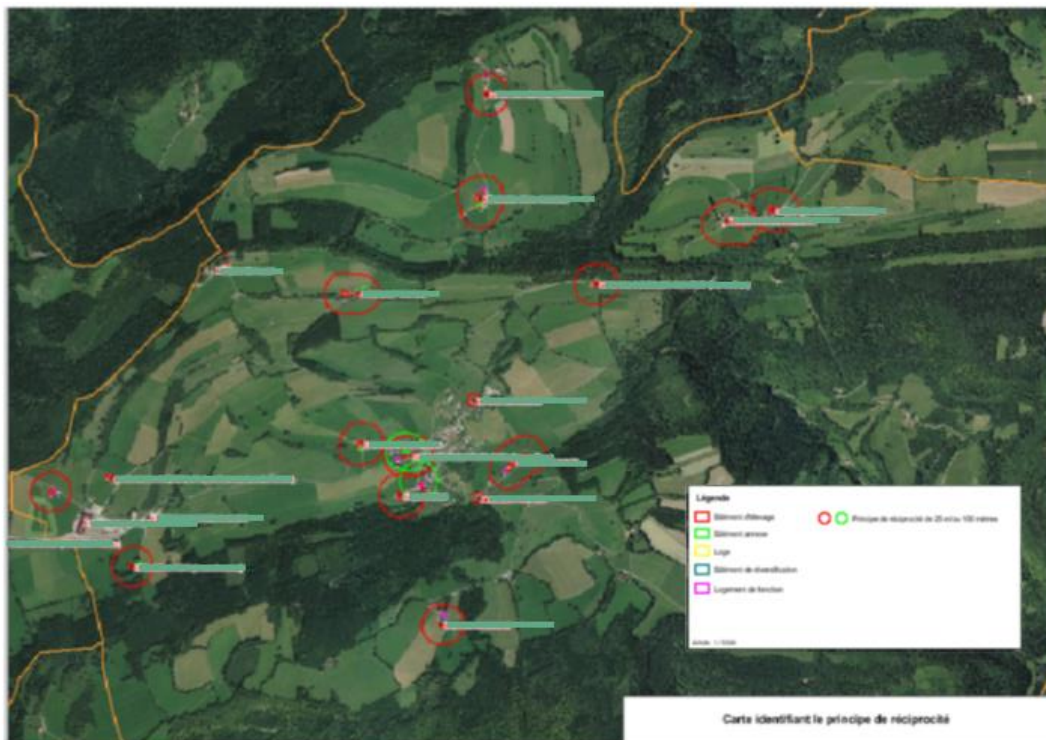 Légende
Bâtiment d'élevage
Principe de réciprocité de 25 et/ou 100 mètres
Bâtiment annexe
Loge
Bâtiment de diversification
Logement de fonction
Carte identifiant le principe de réciprocité